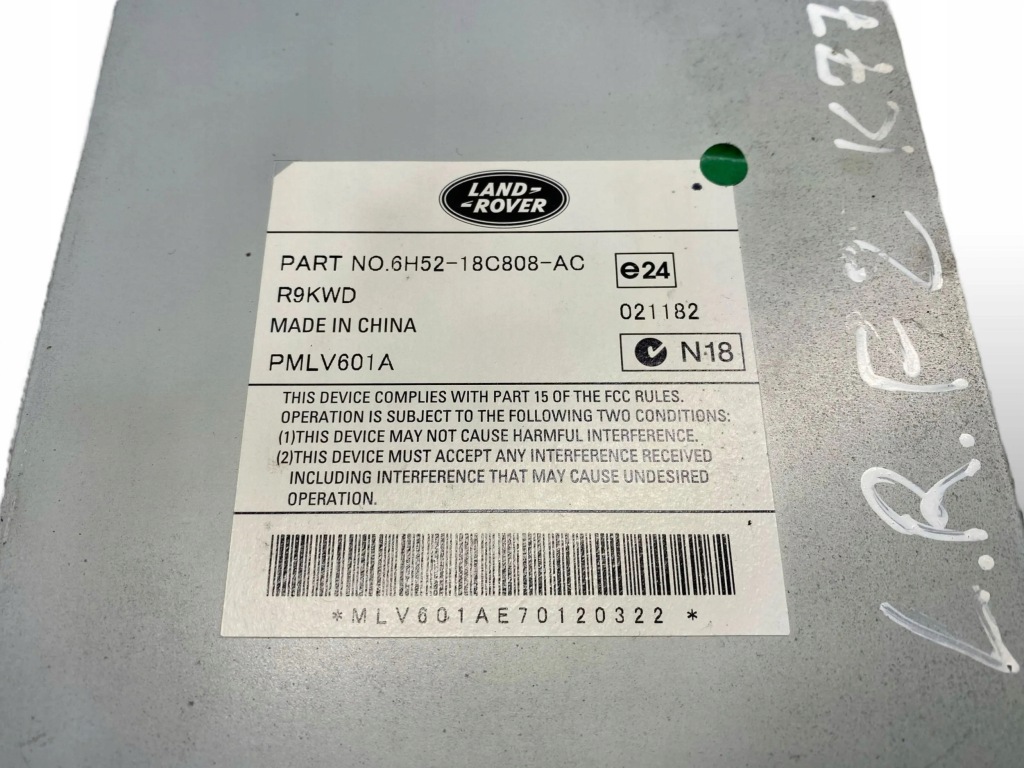 LAND-
-ROVER
PART NO.6H52-18C808-AC
e24
R9KWD
021182
MADE IN CHINA
PMLV601A
N-18
THIS DEVICE COMPLIES WITH PART 15 OF THE FCC RULES.
OPERATION IS SUBJECT TO THE FOLLOWING TWO CONDITIONS:
(1)THIS DEVICE MAY NOT CAUSE HARMFUL INTERFERENCE.
(2)THIS DEVICE MUST ACCEPT ANY INTERFERENCE RECEIVED
INCLUDING INTERFERENCE THAT MAY CAUSE UNDESIRED
OPERATION.
*MLV601AE70120322*
L.R.F2